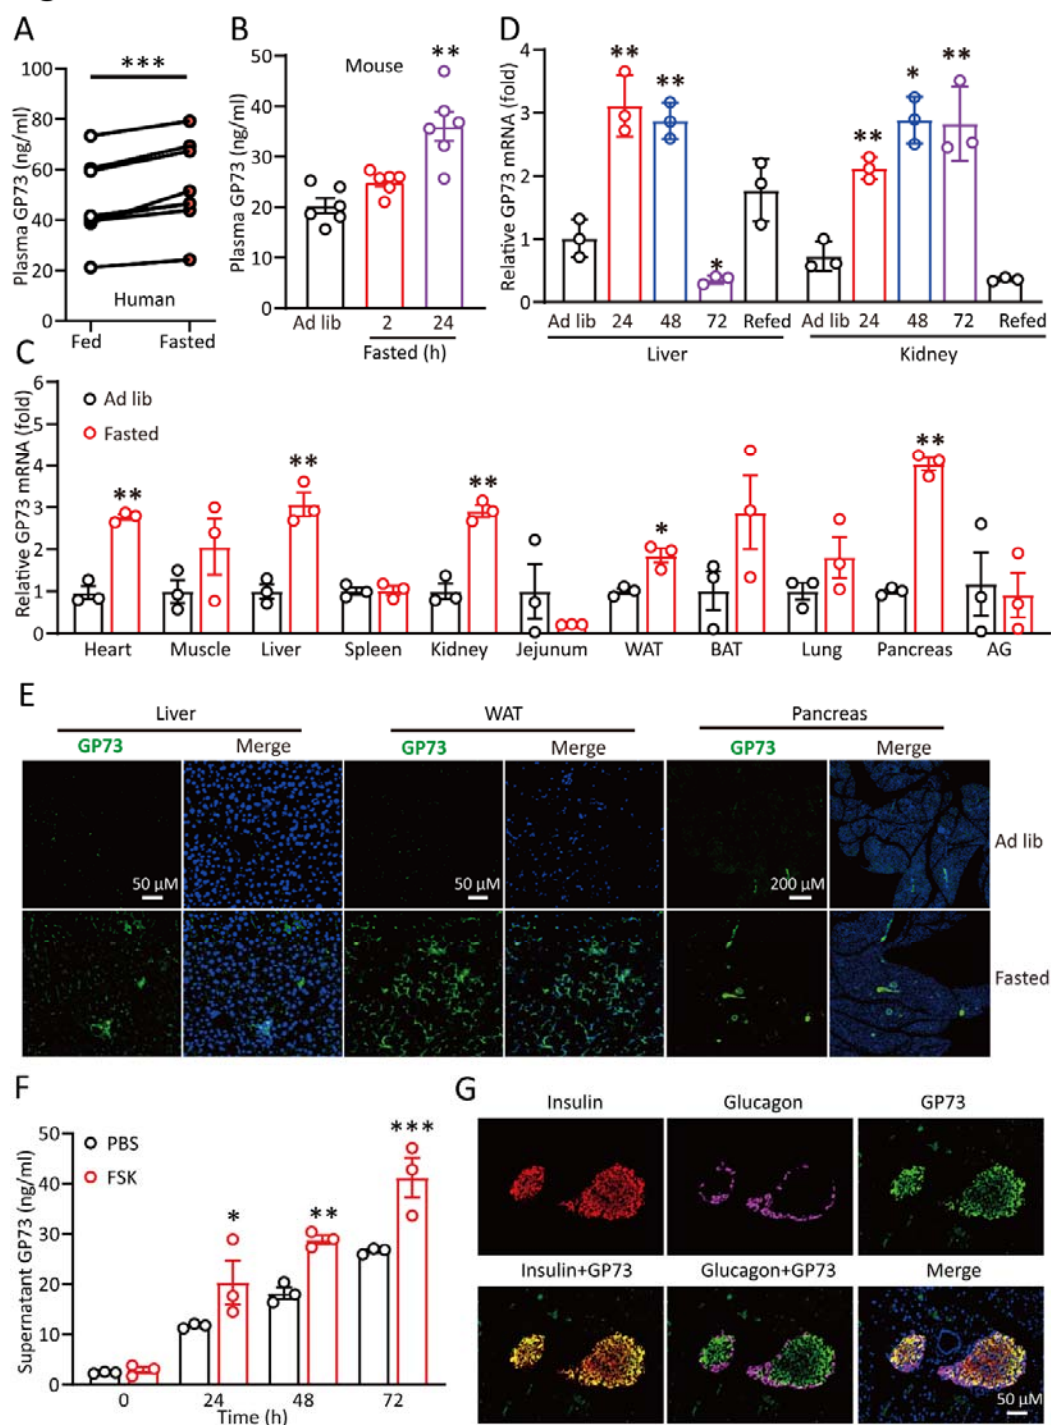 A
***
Plasma GP73 (ng/ml)
100
80
60
40
20
0
Human
Fed
Fasted
B
Mouse
**
Plasma GP73 (ng/ml)
50
40
30
20
10
0
Ad lib
2
24
Fasted (h)
D
Relative GP73 mRNA (fold)
4
3
2
1
0
**
**
*
**
*
**
Ad lib 24 48 72 Refed Ad lib 24 48 72 Refed
Liver
Kidney
C
Relative GP73 mRNA (fold)
6
5
4
3
2
1
0
Ad lib
Fasted
**
**
**
*
**
Heart Muscle Liver Spleen Kidney Jejunum WAT BAT Lung Pancreas AG
E
Liver
WAT
Pancreas
GP73 Merge GP73 Merge GP73 Merge
50 µM
50 µM
200 µM
Ad lib
Fasted
F
Supernatant GP73 (ng/ml)
50
40
30
20
10
0
PBS
FSK
*
**
***
0 24 48 72
Time (h)
G
Insulin Glucagon GP73
Insulin+GP73 Glucagon+GP73 Merge
50 µM